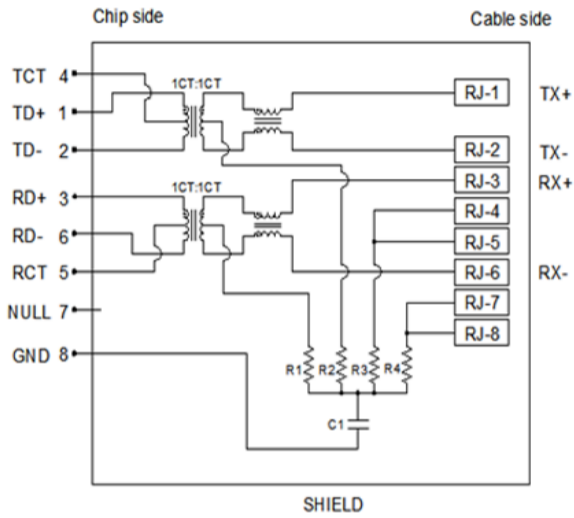 Chip side
Cable side
TCT 4
1CT:1CT
RJ-1 TX+
TD+ 1
TD- 2
RJ-2 TX-
RJ-3 RX+
1CT:1CT
RD+ 3
RJ-4
RD- 6
RJ-5
RCT 5
RJ-6 RX-
NULL 7
RJ-7
RJ-8
GND 8
R1 R2 R3 R4
C1
SHIELD